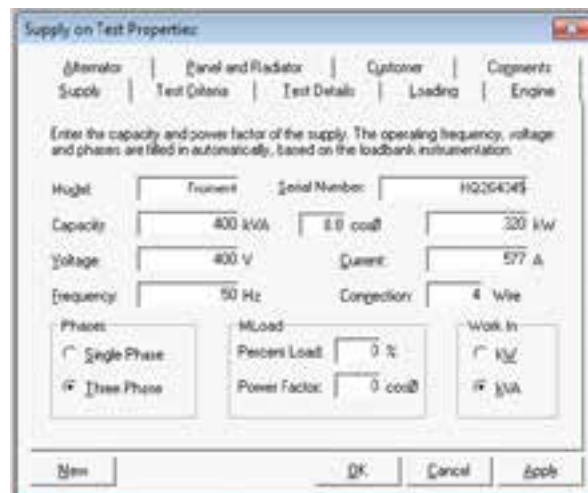 Supply on Test Properties:
Alternator Panel and Radiator Customer Comments
Supply Test Criteria Test Details Loading Engine
Enter the capacity and power factor of the supply. The operating frequency, voltage
and phases are filled in automatically, based on the loadbank instrumentation
Model: Froment Serial Number:
Capacity 400 kVA 0.8 cosØ 320 kW
Voltage: 400 V Current: 577 A
Frequency: 50 Hz Connection: 4 Wire
Phases MLoad Work In
Single Phase Percent Load: 0 % kW
Three Phase Power Factor: 0 cosØ kVA
New OK Cancel Apply